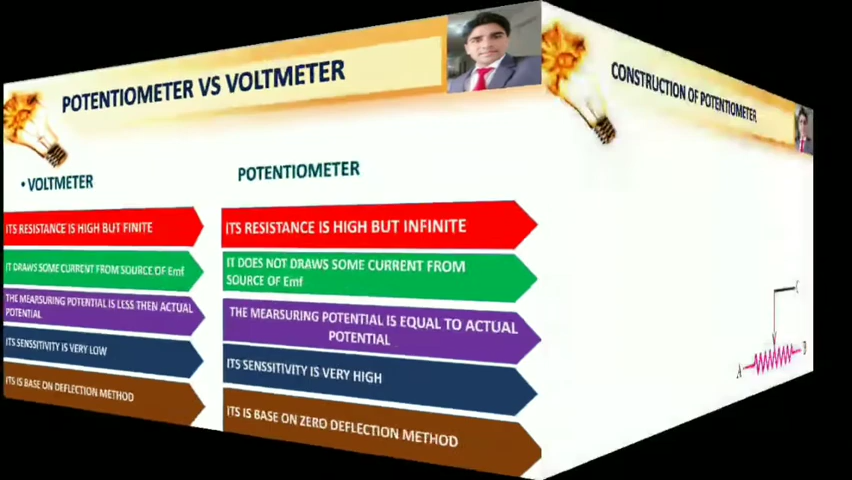 POTENTIOMETER VS VOLTMETER
• VOLTMETER
ITS RESISTANCE IS HIGH BUT FINITE
IT DRAWS SOME CURRENT FROM SOURCE OF Emf
THE MEARSURING POTENTIAL IS LESS THEN ACTUAL
POTENTIAL
ITS SENSSITIVITY IS VERY LOW
ITS IS BASE ON DEFLECTION METHOD
POTENTIOMETER
ITS RESISTANCE IS HIGH BUT INFINITE
IT DOES NOT DRAWS SOME CURRENT FROM
SOURCE OF Emf
THE MEARSURING POTENTIAL IS EQUAL TO ACTUAL
POTENTIAL
ITS SENSSITIVITY IS VERY HIGH
ITS IS BASE ON ZERO DEFLECTION METHOD
CONSTRUCTION OF POTENTIOMETER
C
A B